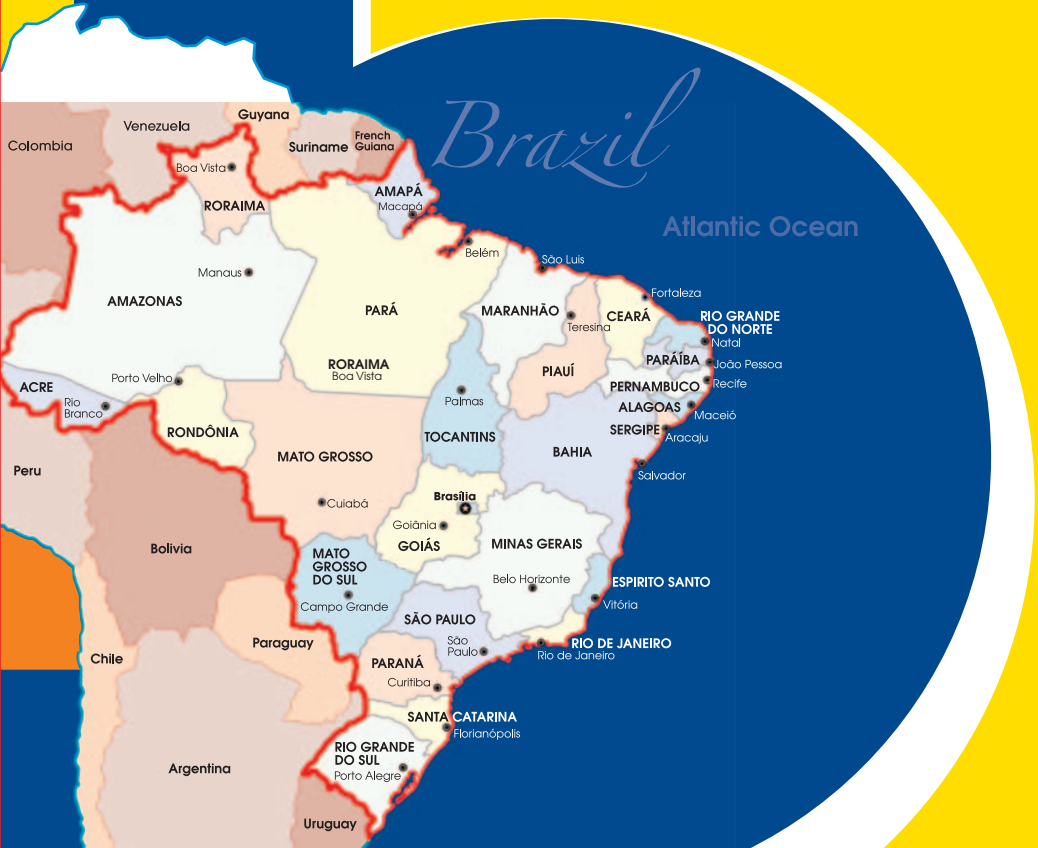 Brazil
Atlantic Ocean
Guyana
Venezuela
Colombia
Suriname
French
Guiana
Boa Vista
RORAIMA
AMAPÁ
Macapá
Belém
São Luis
Manaus
AMAZONAS
PARÁ
MARANHÃO
Teresina
CEARÁ
Fortaleza
RIO GRANDE
DO NORTE
Natal
PARÁÍBA
João Pessoa
RORAIMA
Boa Vista
PIAUÍ
PERNAMBUCO
Recife
ACRE
Porto Velho
Rio
Branco
Palmas
ALAGOAS
Maceió
SERGIPE
Aracaju
RONDÔNIA
TOCANTINS
BAHIA
MATO GROSSO
Peru
Salvador
Cuiabá
Brasília
Goiânia
GOIÁS
MINAS GERAIS
Bolivia
MATO
GROSSO
DO SUL
Campo Grande
Belo Horizonte
ESPIRITO SANTO
Vitória
SÃO PAULO
São
Paulo
RIO DE JANEIRO
Rio de Janeiro
Paraguay
Chile
PARANÁ
Curitiba
SANTA CATARINA
Florianópolis
RIO GRANDE
DO SUL
Porto Alegre
Argentina
Uruguay